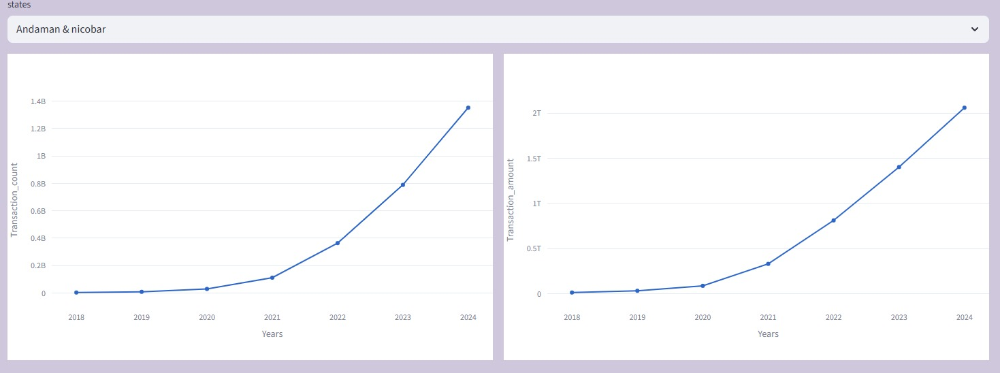 states
Andaman & nicobar
1.4B
1.2B
1B
0.8B
0.6B
0.4B
0.2B
0
Transaction_count
2018 2019 2020 2021 2022 2023 2024
Years
2T
1.5T
1T
0.5T
0
Transaction_amount
2018 2019 2020 2021 2022 2023 2024
Years